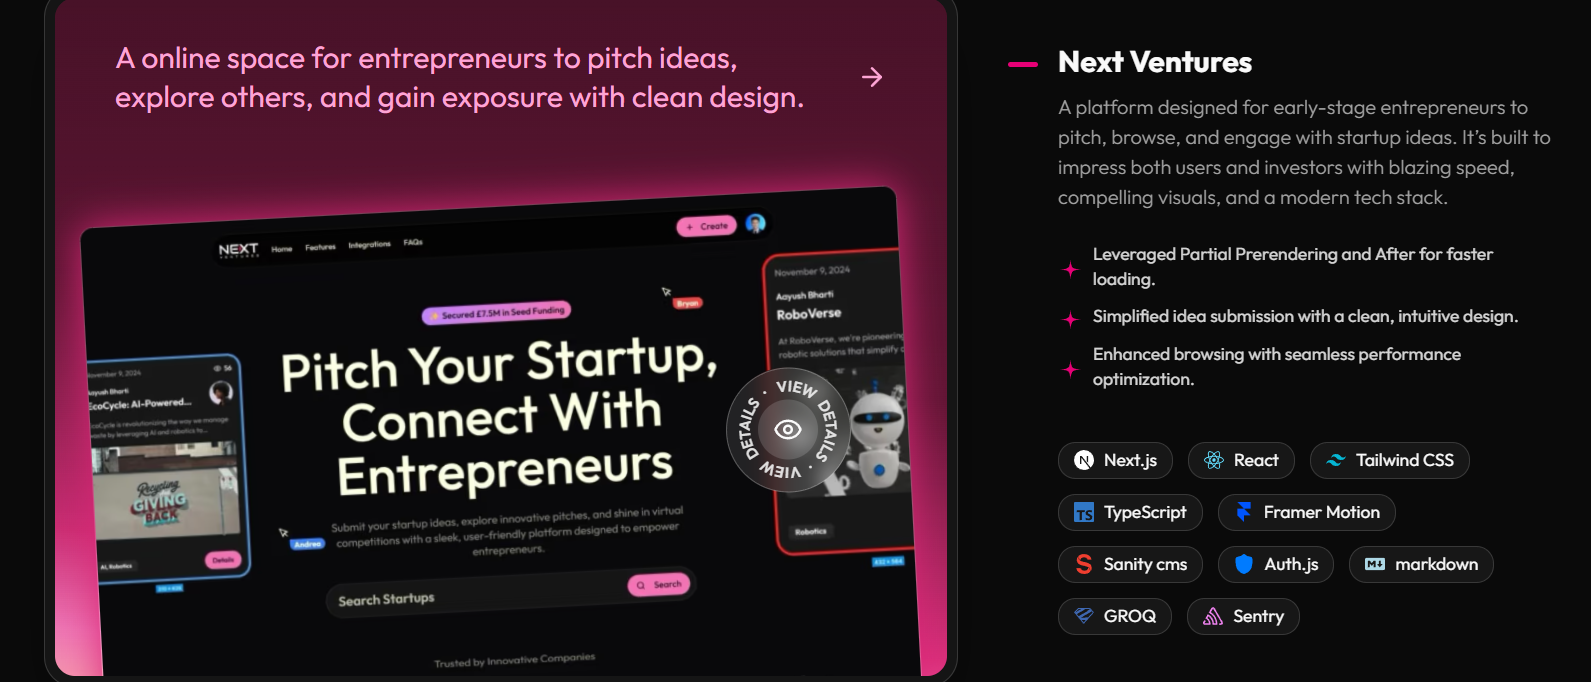 A online space for entrepreneurs to pitch ideas,
explore others, and gain exposure with clean design.
NEXT
VENTURES
Home
Features
Integrations
FAQs
+ Create
Secured £7.5M in Seed Funding
Bryan
Pitch Your Startup,
Connect With
Entrepreneurs
Submit your startup ideas, explore innovative pitches, and shine in virtual
competitions with a sleek, user-friendly platform designed to empower
entrepreneurs.
Andrea
Search Startups
Search
Trusted by Innovative Companies
November 9, 2024
56
Aayush Bharti
EcoCycle: AI-Powered...
EcoCycle is revolutionizing the way we manage
waste by leveraging AI and robotics to...
Recycling
GIVING
BACK
AI, Robotics
Details
November 9, 2024
Aayush Bharti
RoboVerse
At RoboVerse, we're pioneering
robotic solutions that simplify
Robotics
VIEW DETAILS · VIEW DETAILS · VIEW DETAILS ·
Next Ventures
A platform designed for early-stage entrepreneurs to
pitch, browse, and engage with startup ideas. It's built to
impress both users and investors with blazing speed,
compelling visuals, and a modern tech stack.
Leveraged Partial Prerendering and After for faster
loading.
Simplified idea submission with a clean, intuitive design.
Enhanced browsing with seamless performance
optimization.
Next.js
React
Tailwind CSS
TypeScript
Framer Motion
Sanity cms
Auth.js
markdown
GROQ
Sentry